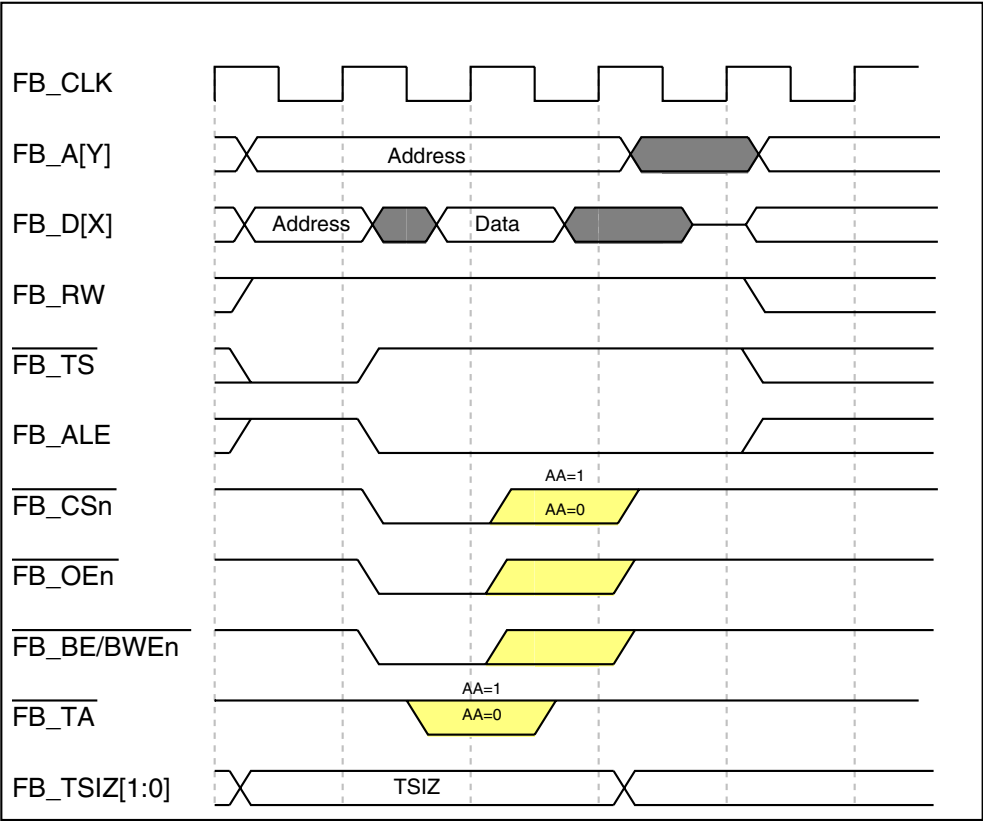 FB_CLK
FB_A[Y]
Address
FB_D[X]
Address
Data
FB_RW
FB_TS
FB_ALE
AA=1
FB_CSn
AA=0
FB_OEn
FB_BE/BWEn
AA=1
FB_TA
AA=0
FB_TSIZ[1:0]
TSIZ